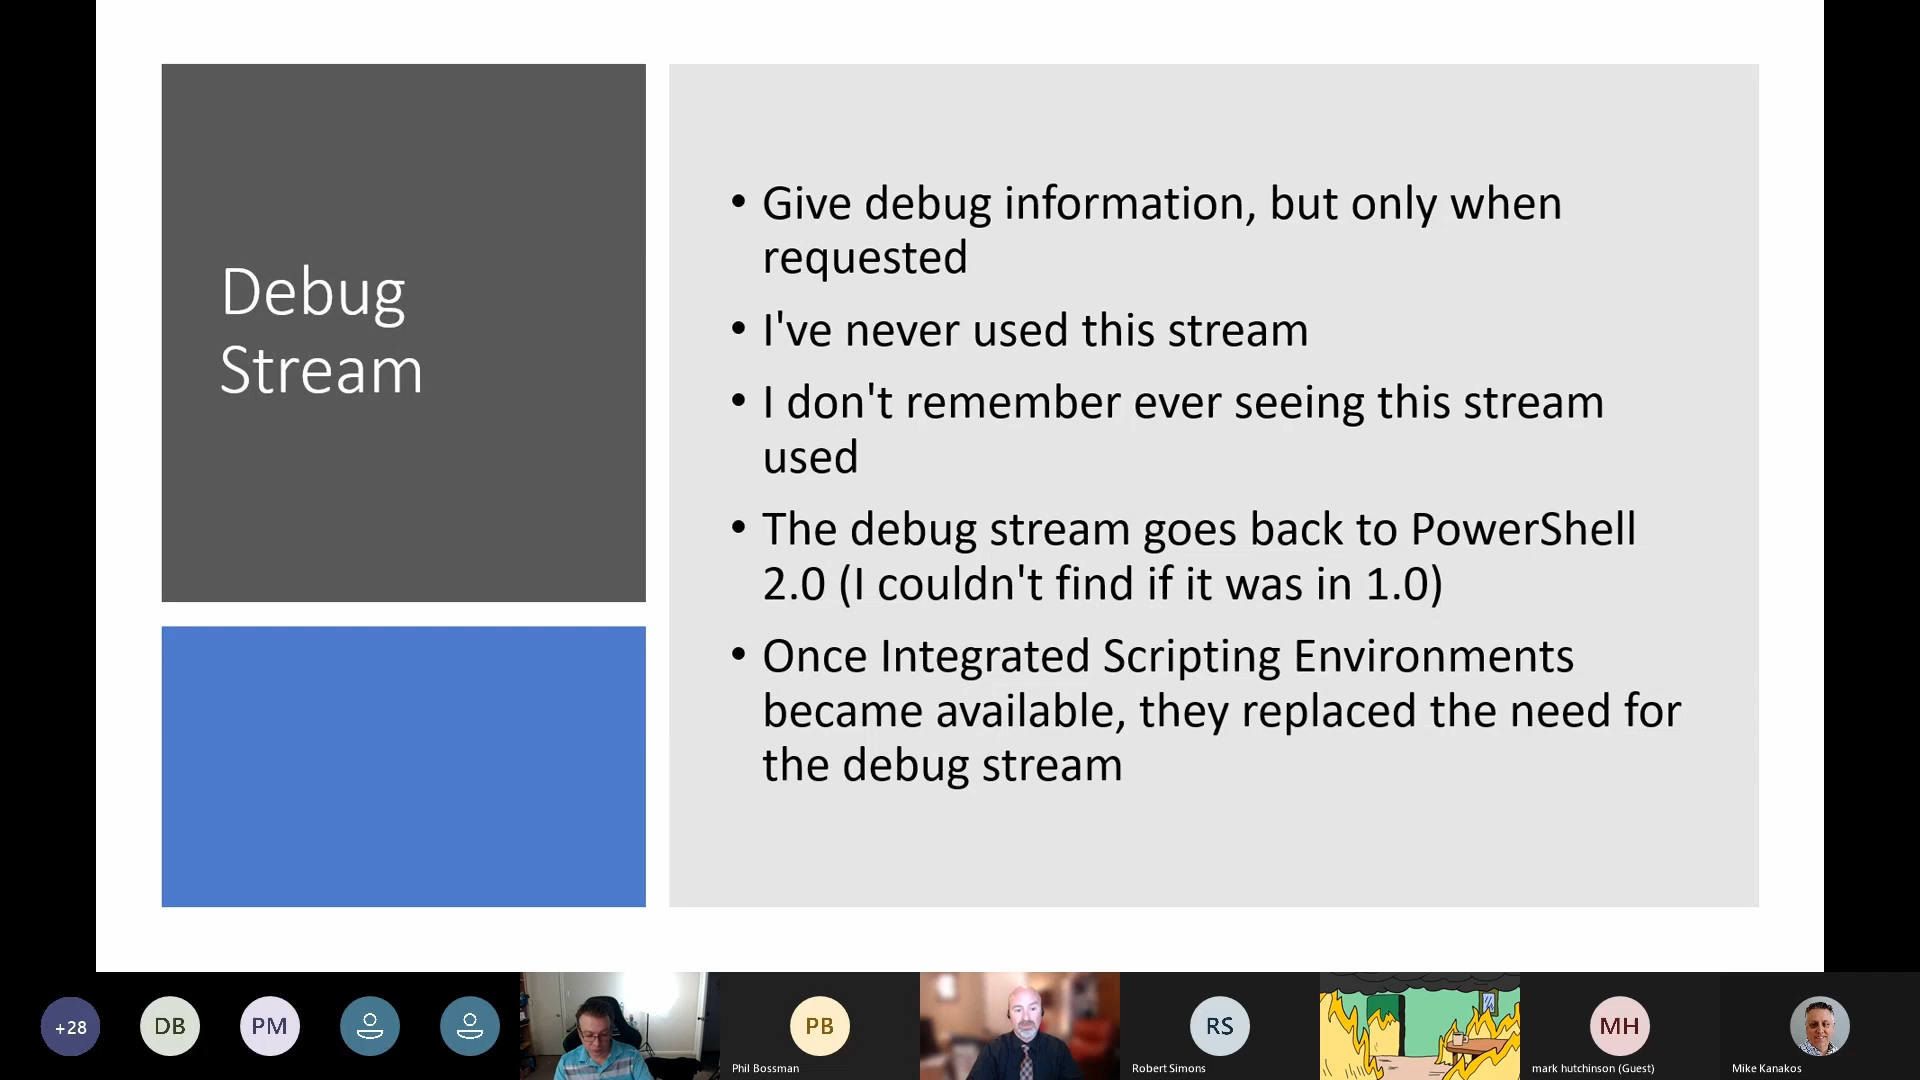 Debug
Stream
• Give debug information, but only when
requested
• I've never used this stream
• I don't remember ever seeing this stream
used
• The debug stream goes back to PowerShell
2.0 (I couldn't find if it was in 1.0)
• Once Integrated Scripting Environments
became available, they replaced the need for
the debug stream
+28
DB
PM
PB
Phil Bossman
RS
Robert Simons
MH
mark hutchinson (Guest)
Mike Kanakos